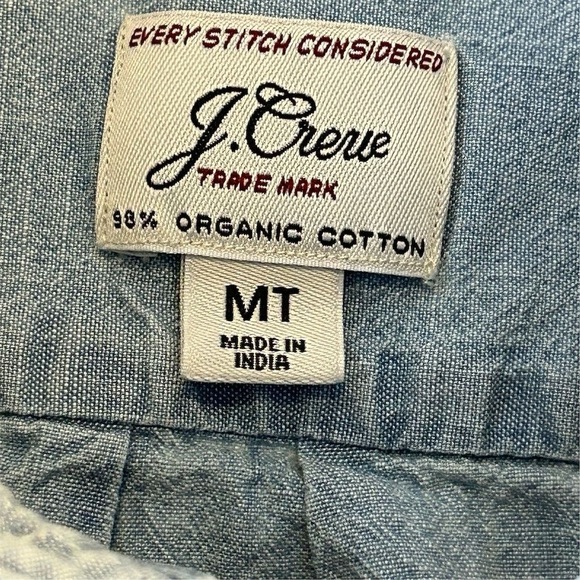 EVERY STITCH CONSIDERED
J.Crew
TRADE MARK
98% ORGANIC COTTON
MT
MADE IN
INDIA